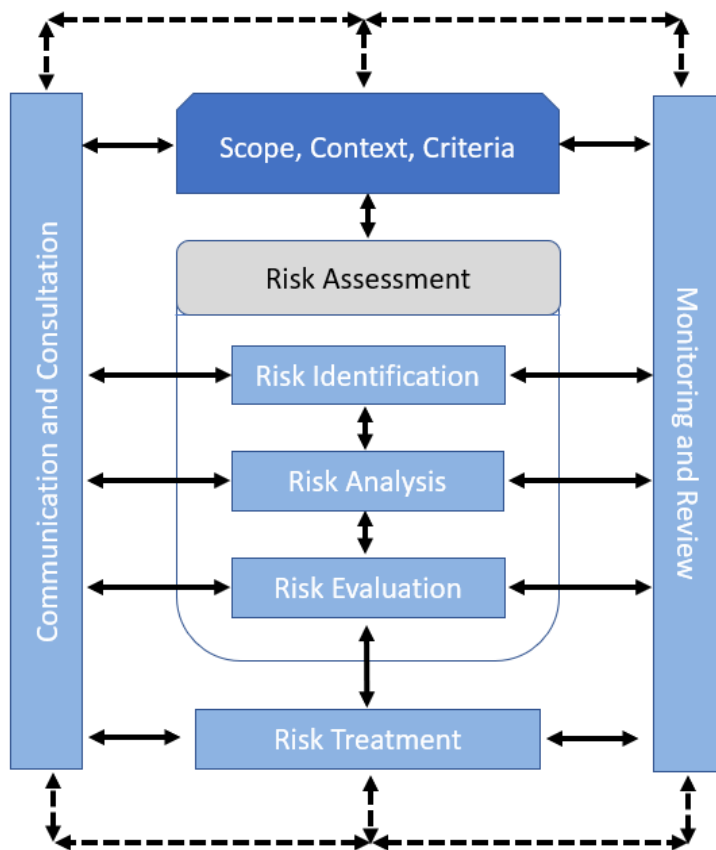 Scope, Context, Criteria
Communication and Consultation
Risk Assessment
Monitoring and Review
Risk Identification
Risk Analysis
Risk Evaluation
Risk Treatment